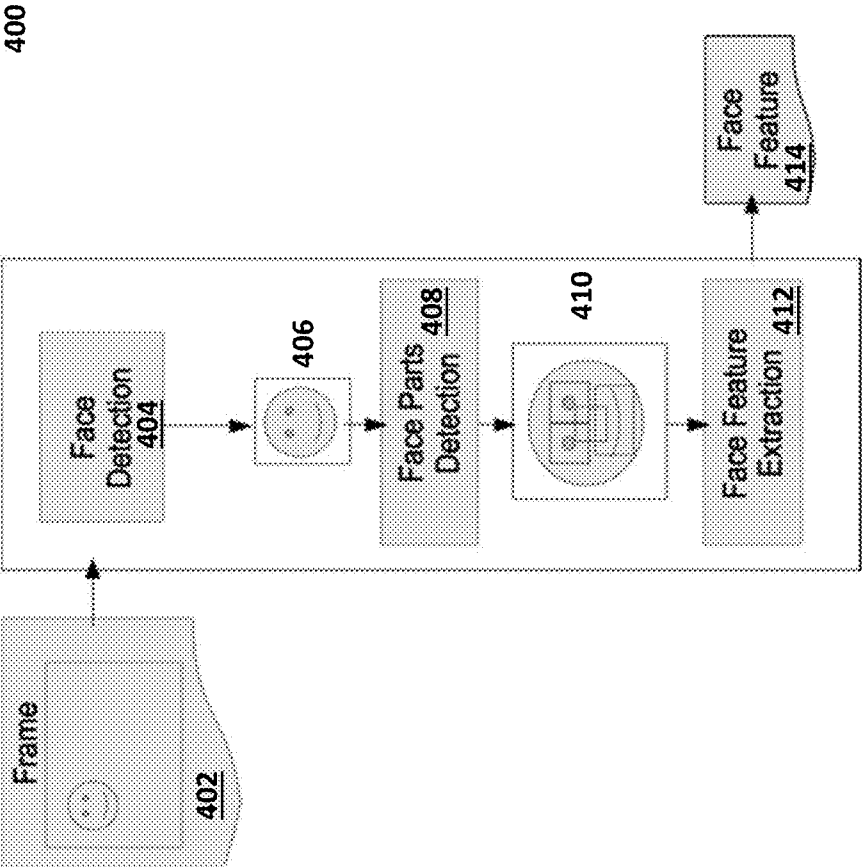 400
Frame
402
Face
Detection
404
406
Face Parts
Detection
408
410
Face Feature
Extraction
412
Face
Feature
414